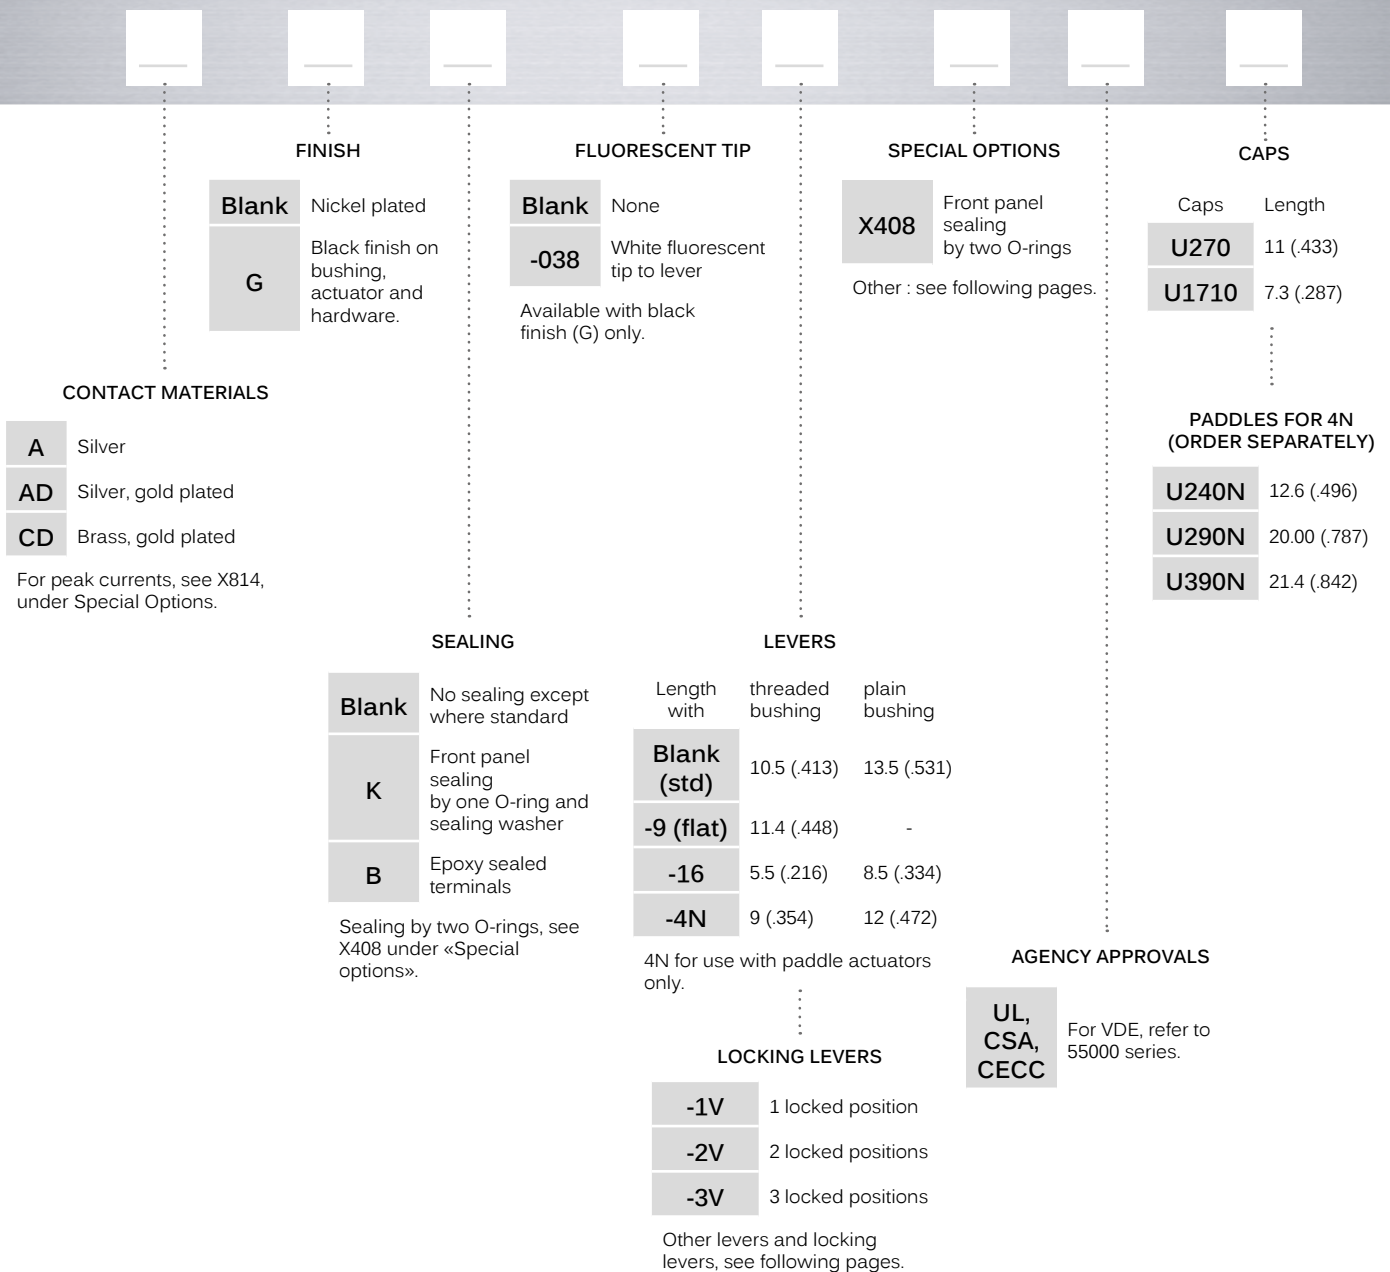 FINISH
Blank Nickel plated
G
Black finish on
bushing,
actuator and
hardware.
FLUORESCENT TIP
Blank None
-038
White fluorescent
tip to lever
Available with black
finish (G) only.
SPECIAL OPTIONS
X408
Front panel
sealing
by two O-rings
Other : see following pages.
CAPS
Caps Length
U270 11 (.433)
U1710 7.3 (.287)
PADDLES FOR 4N
(ORDER SEPARATELY)
U240N 12.6 (.496)
U290N 20.00 (.787)
U390N 21.4 (.842)
CONTACT MATERIALS
A Silver
AD Silver, gold plated
CD Brass, gold plated
For peak currents, see X814,
under Special Options.
SEALING
Blank
No sealing except
where standard
K
Front panel
sealing
by one O-ring and
sealing washer
B
Epoxy sealed
terminals
Sealing by two O-rings, see
X408 under «Special
options».
LEVERS
Length
with
threaded
bushing
plain
bushing
Blank
(std)
10.5 (.413) 13.5 (.531)
-9 (flat) 11.4 (.448) -
-16 5.5 (.216) 8.5 (.334)
-4N 9 (.354) 12 (.472)
4N for use with paddle actuators
only.
LOCKING LEVERS
-1V 1 locked position
-2V 2 locked positions
-3V 3 locked positions
Other levers and locking
levers, see following pages.
AGENCY APPROVALS
UL,
CSA,
CECC
For VDE, refer to
55000 series.